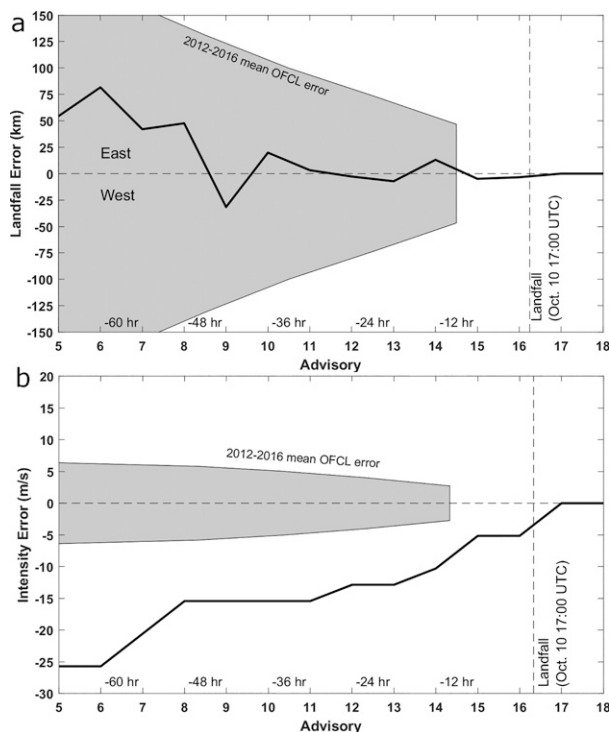 a
150
125
100
75
50
25
0
-25
-50
-75
-100
-125
-150
Landfall Error (km)
2012-2016 mean OFCL error
East
West
-60 hr -48 hr -36 hr -24 hr -12 hr
Landfall
(Oct. 10 17:00 UTC)
5 6 7 8 9 10 11 12 13 14 15 16 17 18
Advisory
b
20
15
10
5
0
-5
-10
-15
-20
-25
-30
Intensity Error (m/s)
2012-2016 mean OFCL error
-60 hr -48 hr -36 hr -24 hr -12 hr
Landfall
(Oct. 10 17:00 UTC)
5 6 7 8 9 10 11 12 13 14 15 16 17 18
Advisory